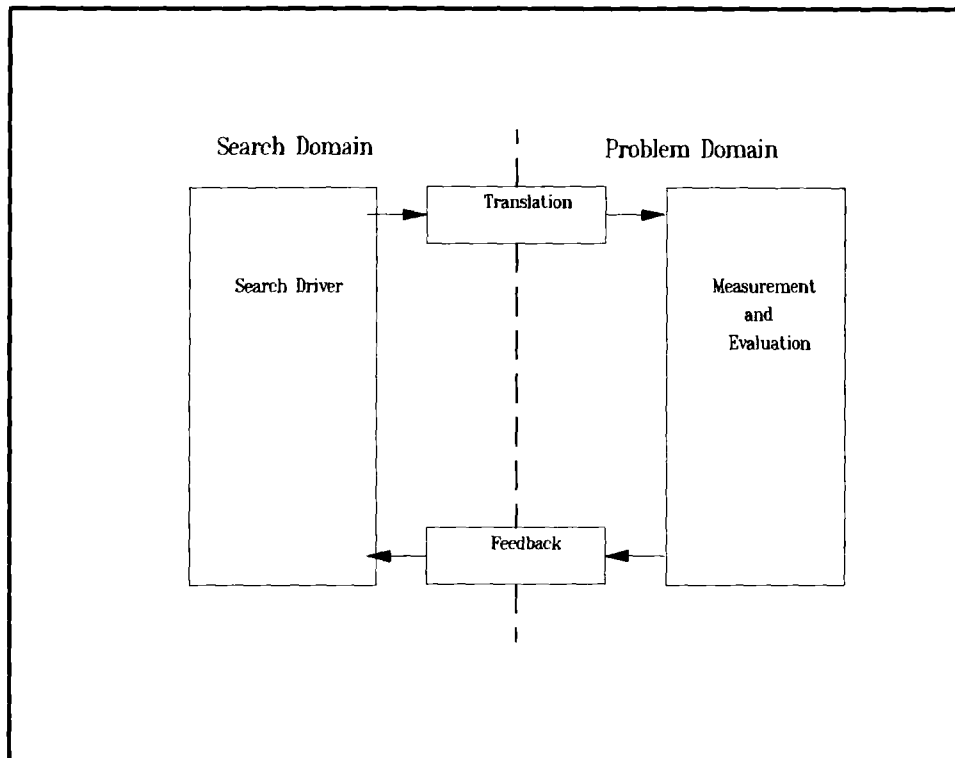 Search Domain
Problem Domain
Translation
Search Driver
Measurement
and
Evaluation
Feedback